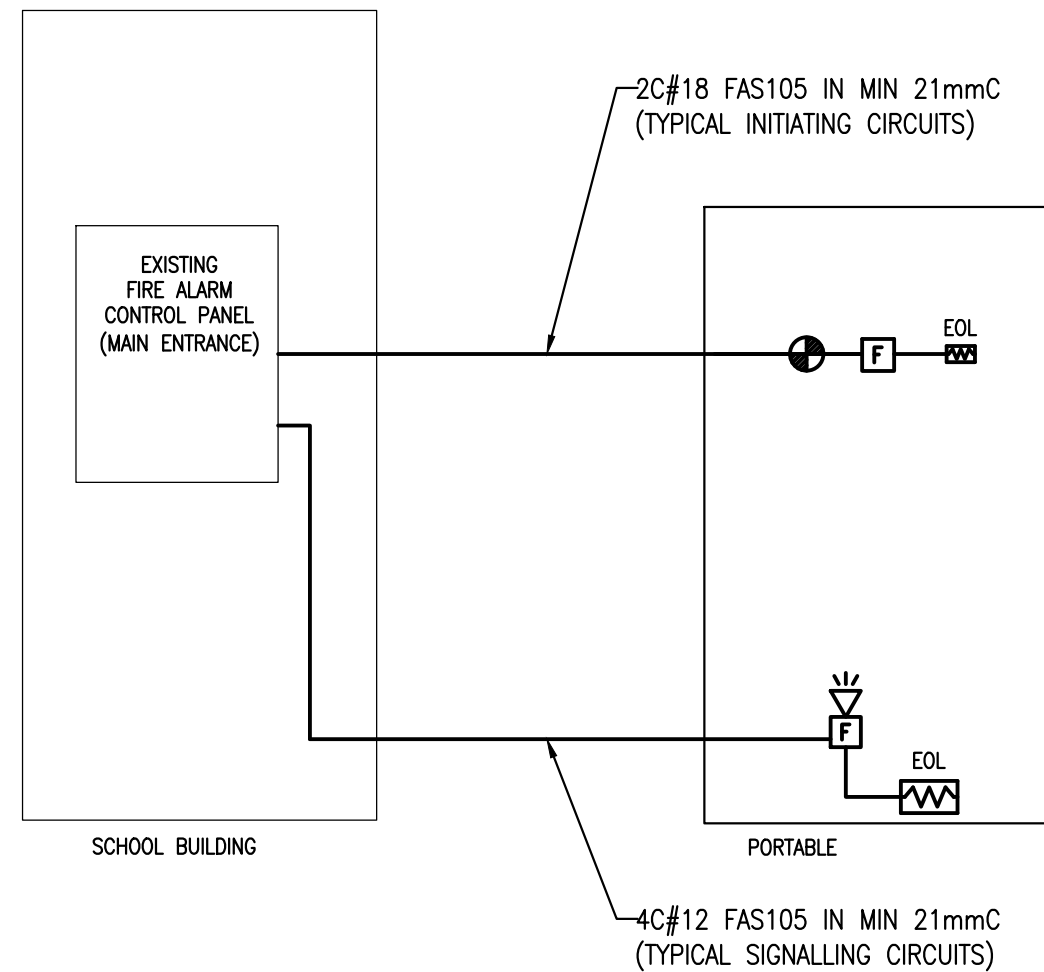 2C#18 FAS105 IN MIN 21mmC
(TYPICAL INITIATING CIRCUITS)
EXISTING
FIRE ALARM
CONTROL PANEL
(MAIN ENTRANCE)
EOL
F
F
EOL
SCHOOL BUILDING
PORTABLE
4C#12 FAS105 IN MIN 21mmC
(TYPICAL SIGNALLING CIRCUITS)